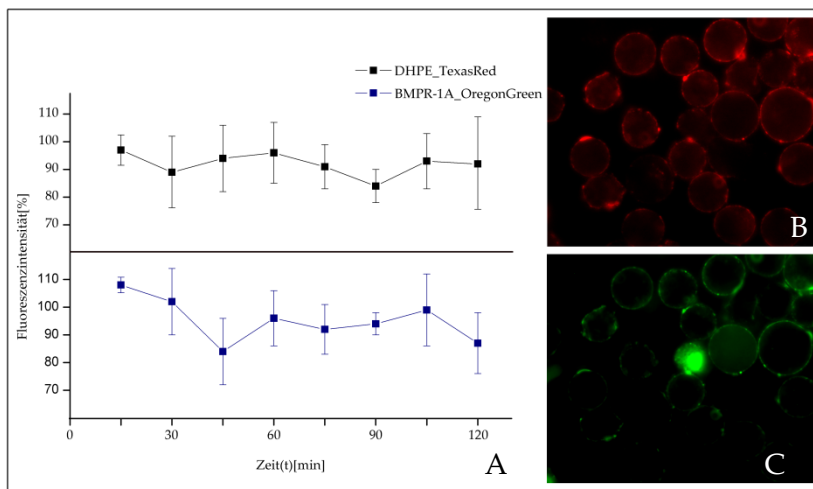 DHPE_TexasRed
BMPR-1A_OregonGreen
110
100
90
80
70
110
100
90
80
70
Fluoreszenzintensität[%]
0
30
60
90
120
Zeit(t)[min]
A
B
C